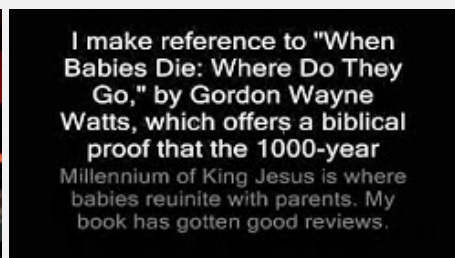 I make reference to "When
Babies Die: Where Do They
Go," by Gordon Wayne
Watts, which offers a biblical
proof that the 1000-year
Millennium of King Jesus is where
babies reuinite with parents. My
book has gotten good reviews.